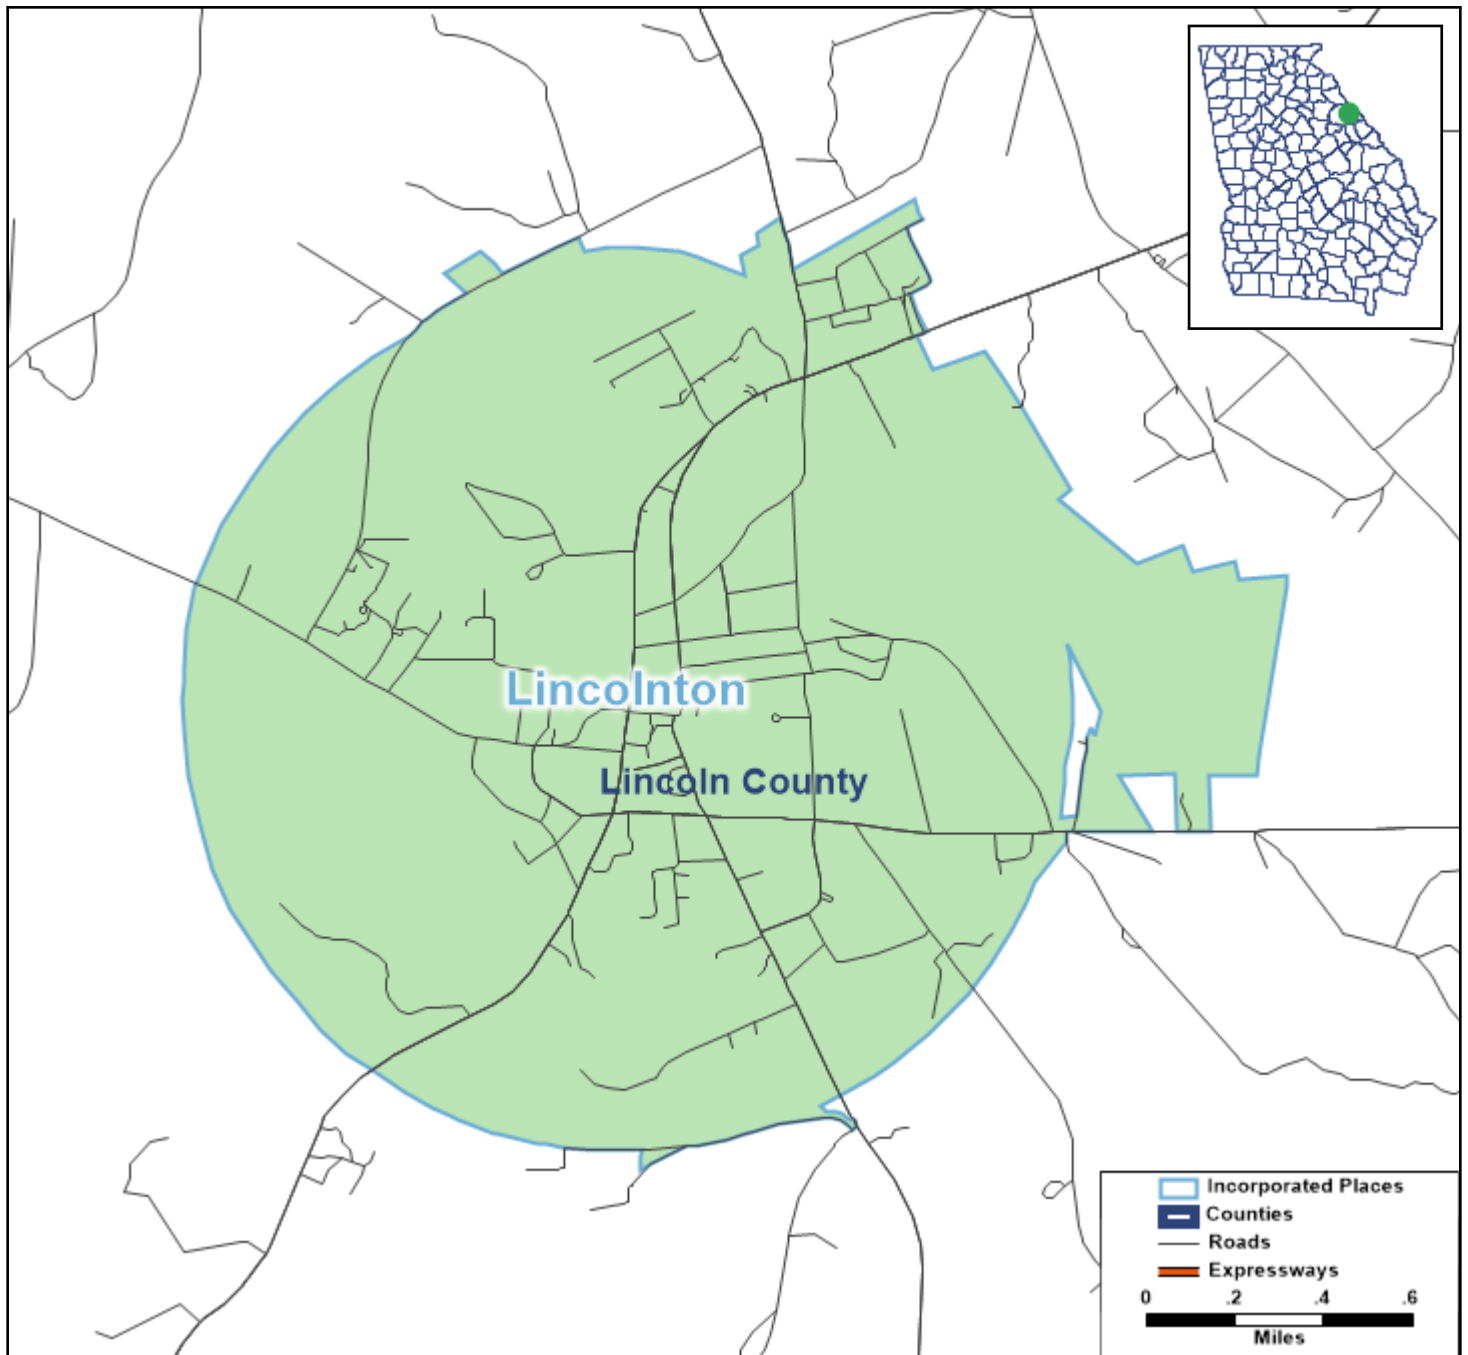 Lincolnton
Lincoln County
Incorporated Places
Counties
Roads
Expressways
0 .2 .4 .6
Miles